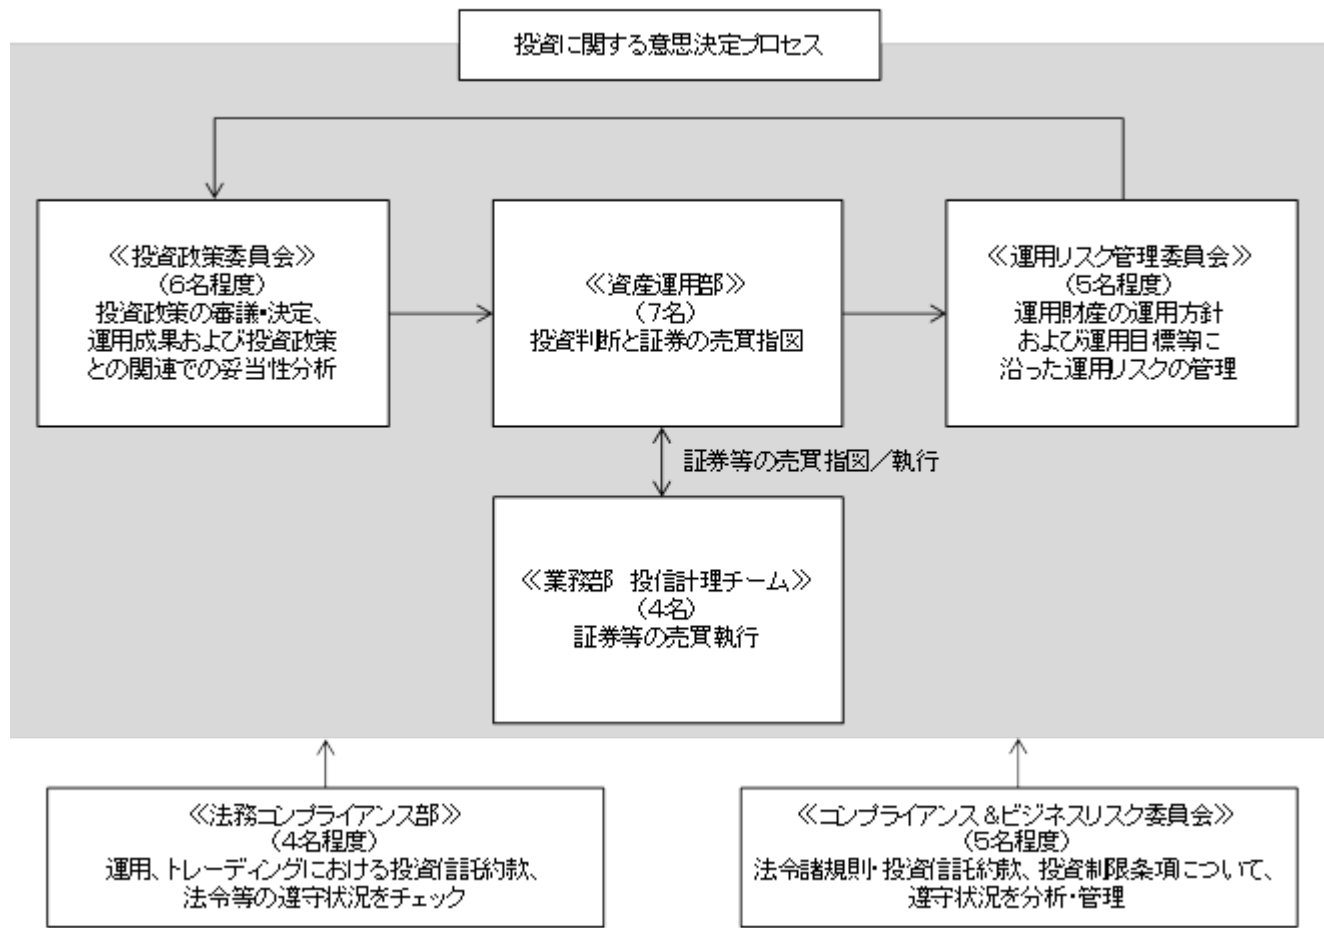 投資に関する意思決定プロセス
≪投資政策委員会≫
(6名程度)
投資政策の審議・決定、
運用成果および投資政策
との関連での妥当性分析
≪資産運用部≫
(7名)
投資判断と証券の売買指図
≪運用リスク管理委員会≫
(5名程度)
運用財産の運用方針
および運用目標等に
沿った運用リスクの管理
証券等の売買指図／執行
≪業務部　投信計理チーム≫
(4名)
証券等の売買執行
≪法務コンプライアンス部≫
(4名程度)
運用、トレーディングにおける投資信託約款、
法令等の遵守状況をチェック
≪コンプライアンス＆ビジネスリスク委員会≫
(5名程度)
法令諸規則・投資信託約款、投資制限条項について、
遵守状況を分析・管理